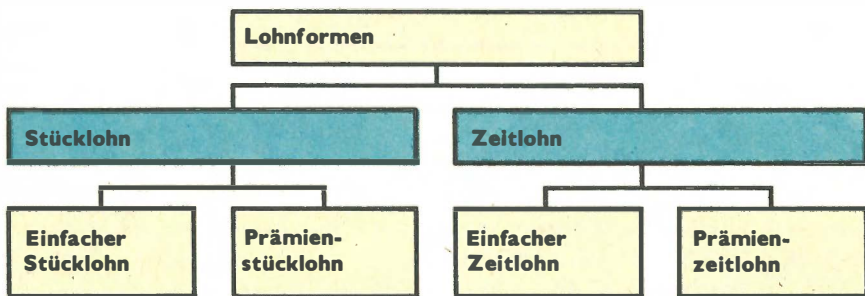 Lohnformen
Stücklohn
Zeitlohn
Einfacher
Stücklohn
Prämien-
stücklohn
Einfacher
Zeitlohn
Prämien-
zeitlohn